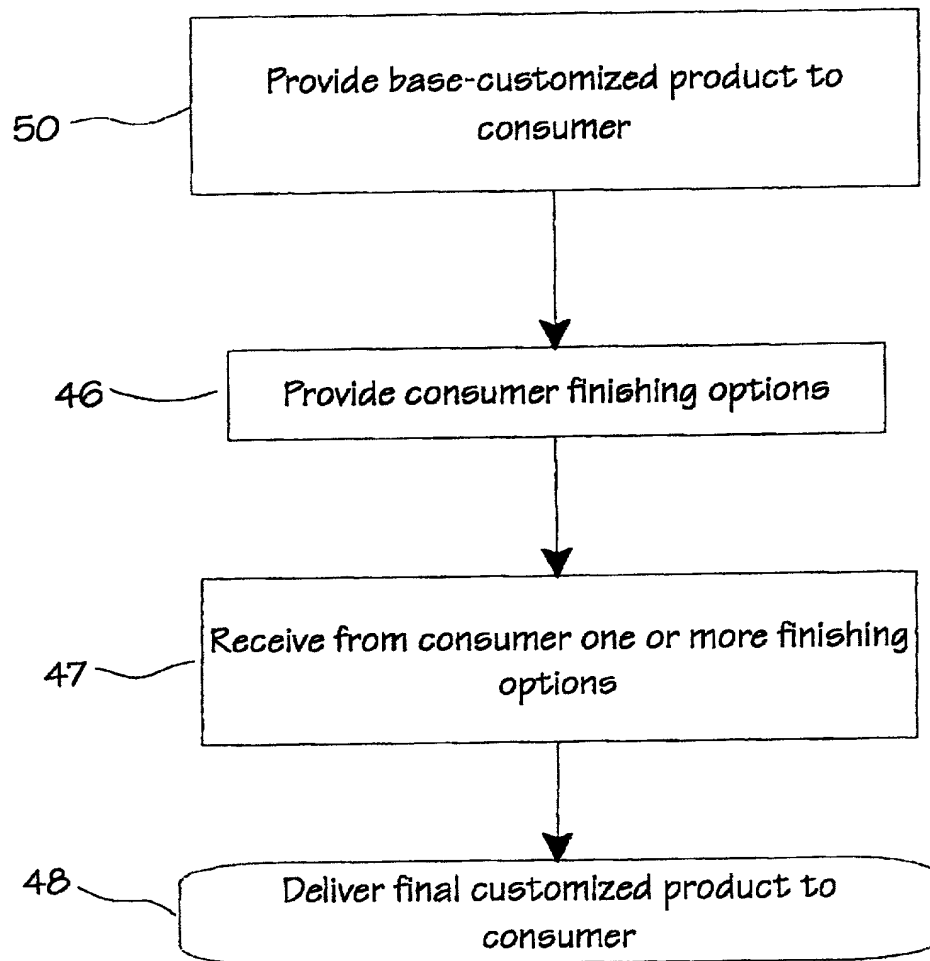 Provide base-customized product to
consumer
50
Provide consumer finishing options
46
Receive from consumer one or more finishing
options
47
Deliver final customized product to
consumer
48